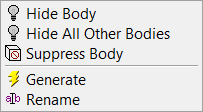 Hide Body
Hide All Other Bodies
Suppress Body
Generate
Rename